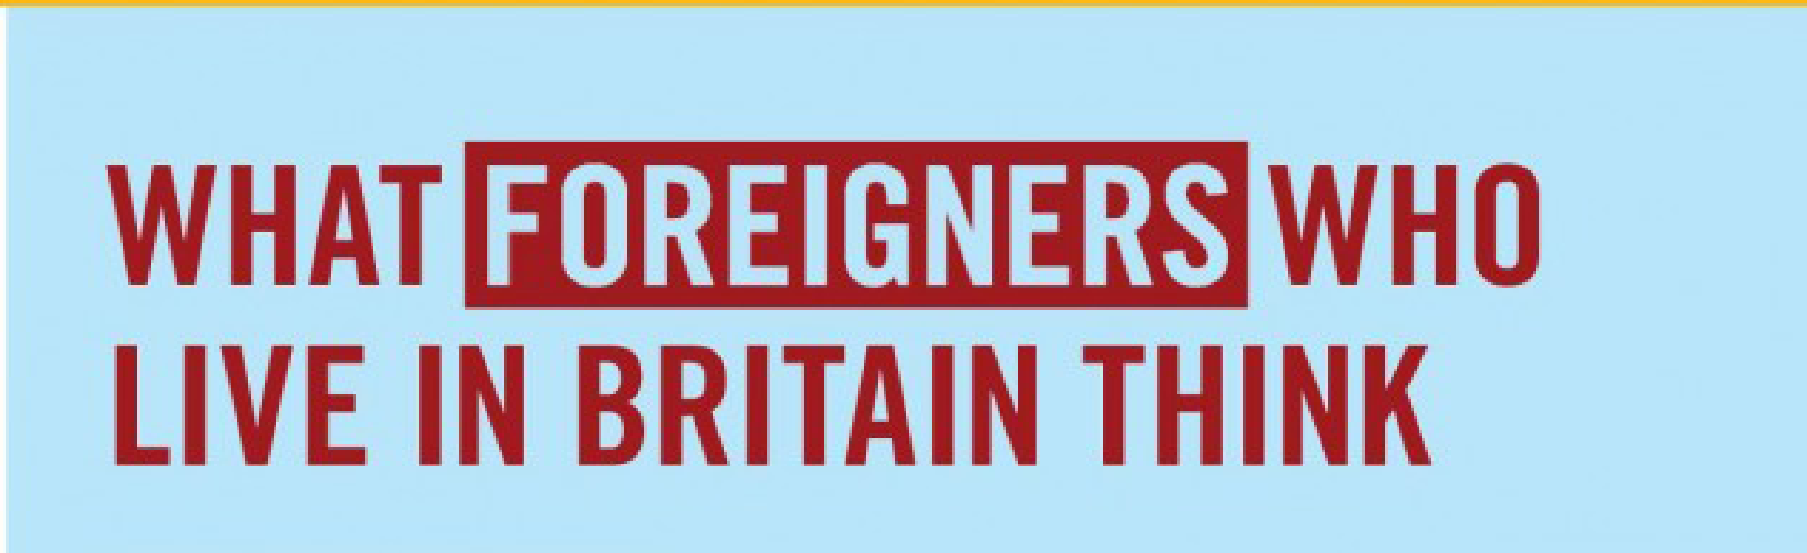 WHAT FOREIGNERS WHO
LIVE IN BRITAIN THINK